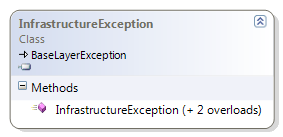 InfrastructureException
Class
BaseLayerException
Methods
InfrastructureException (+ 2 overloads)